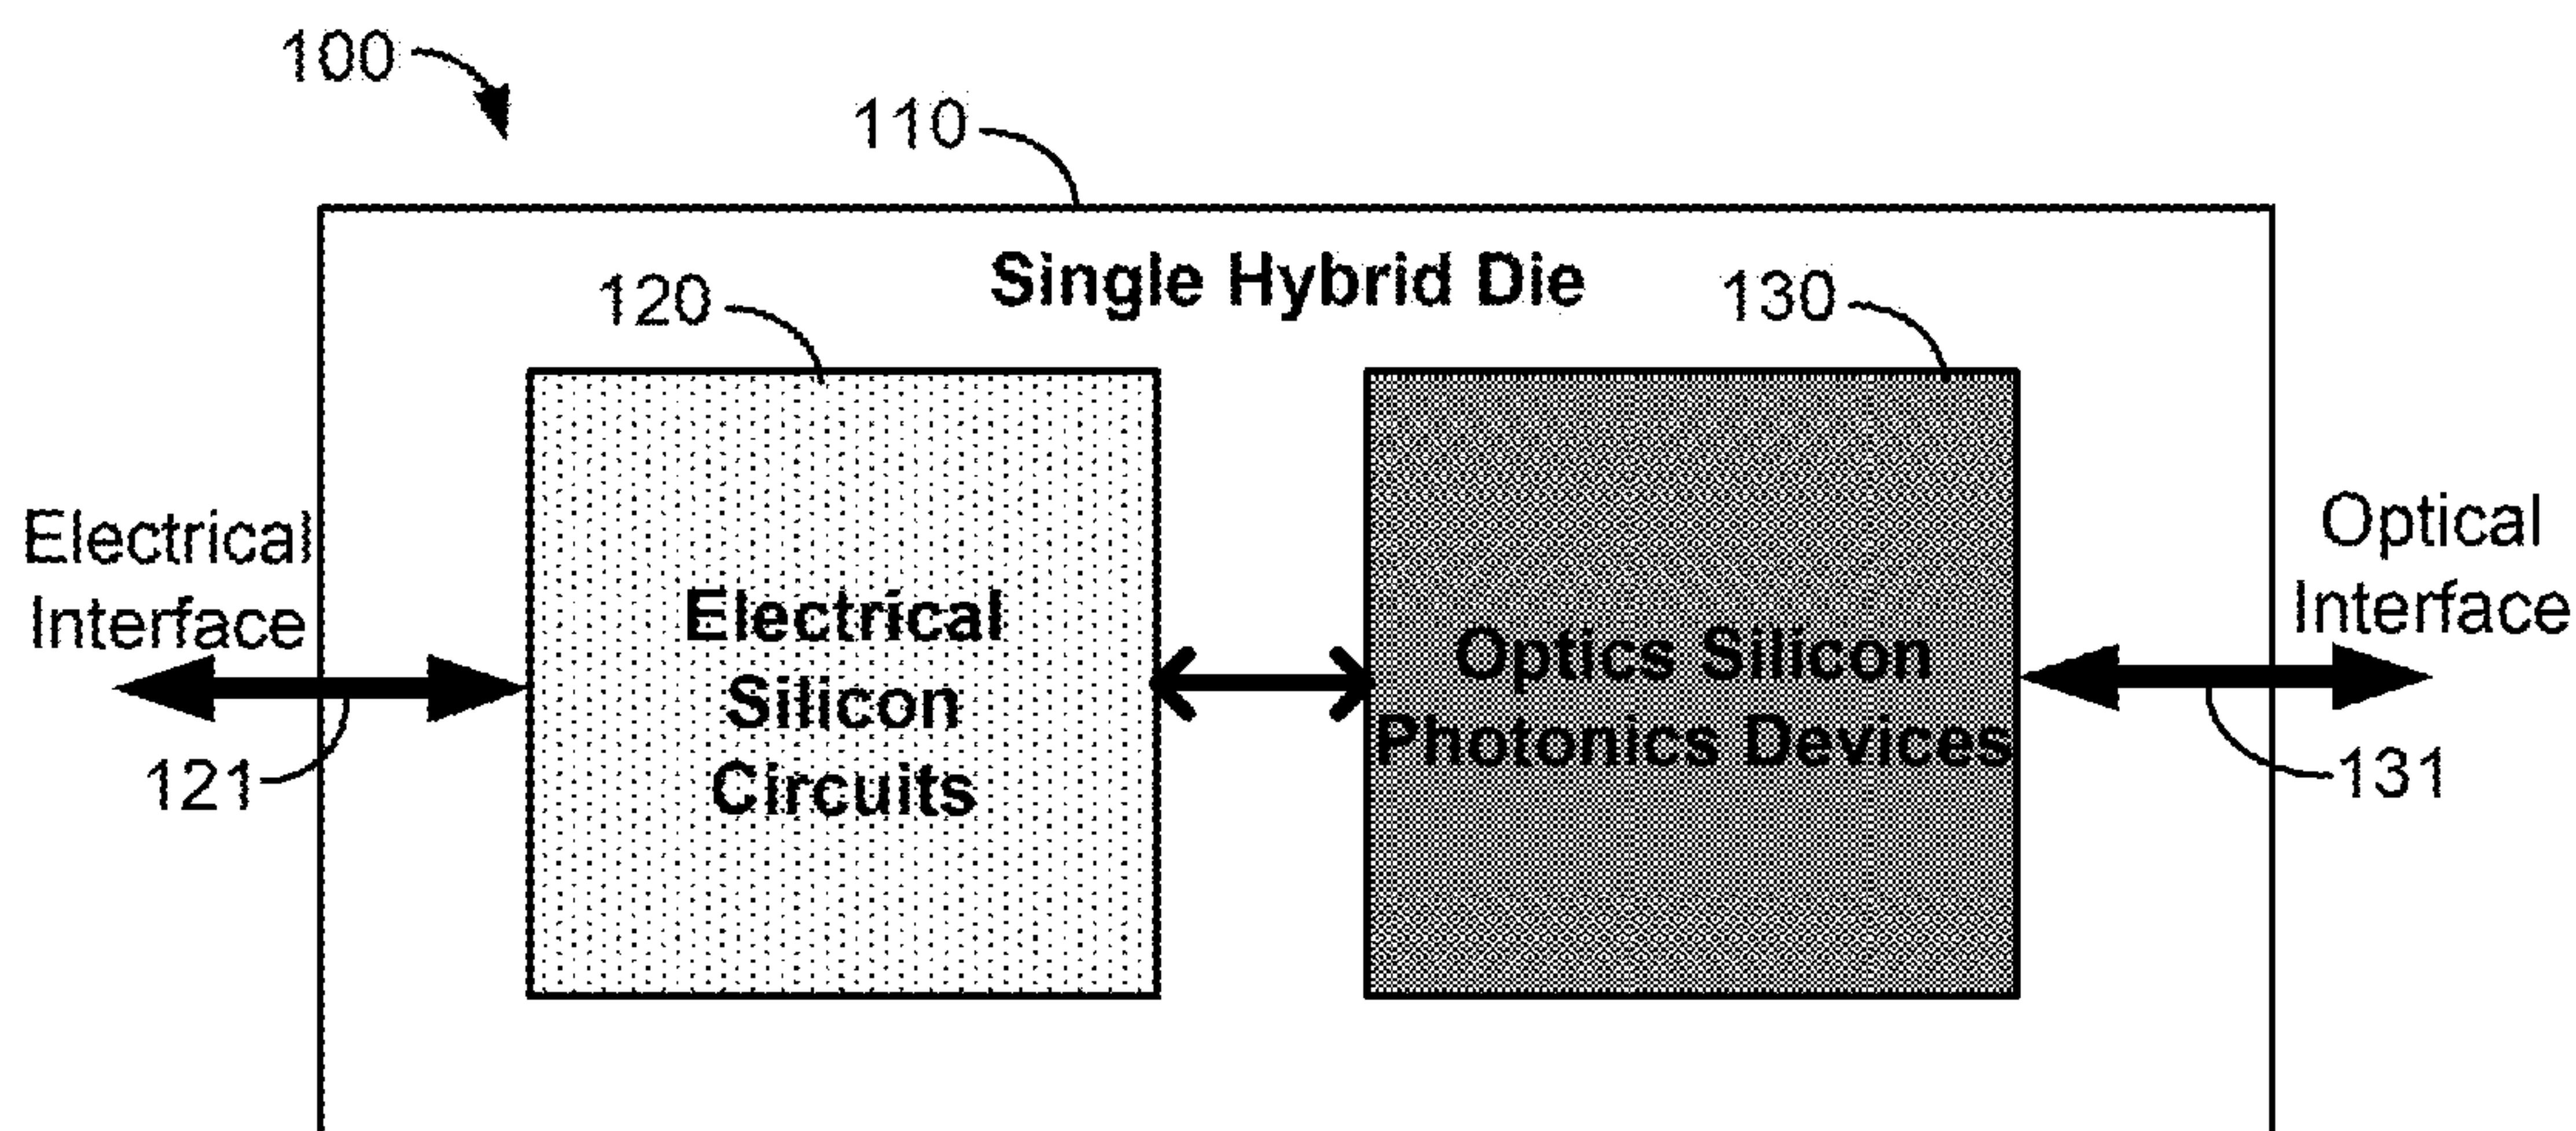 100
110
Single Hybrid Die
120
130
Electrical
Interface
Electrical
Silicon
Circuits
Optics Silicon
Photonics Devices
Optical
Interface
121
131